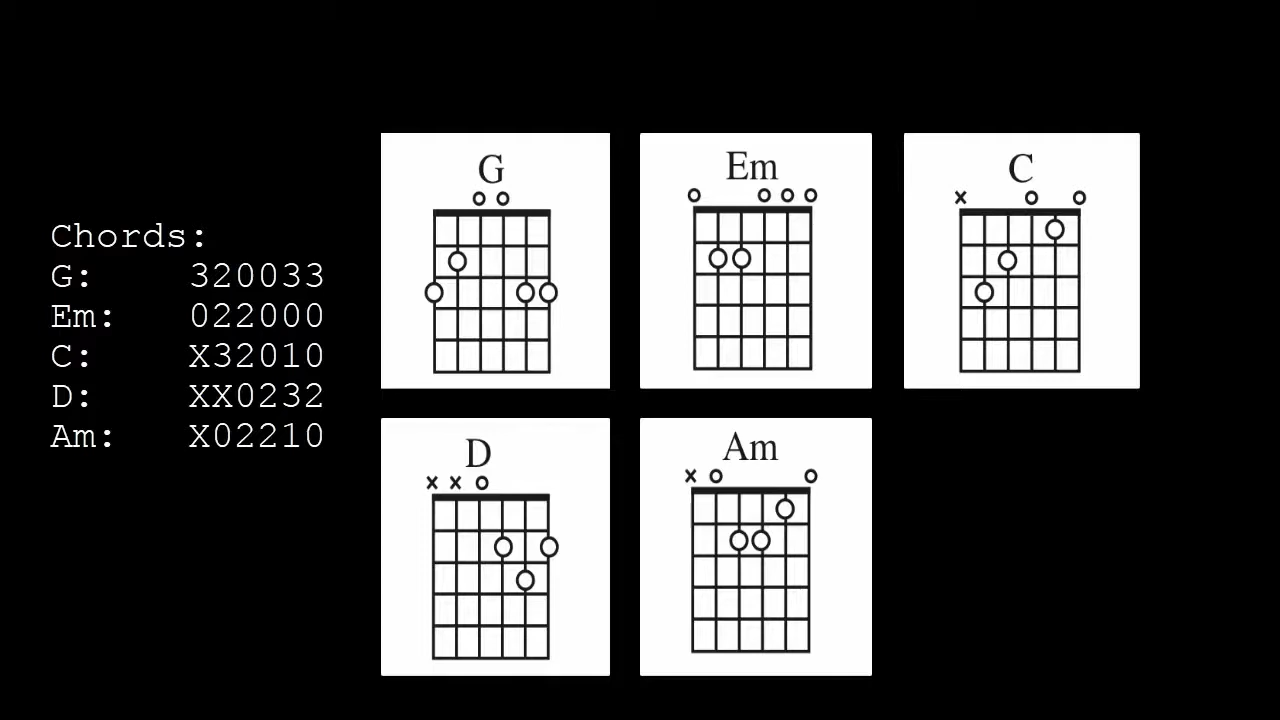 Chords:
G: 320033
Em: 022000
C: X32010
D: XX0232
Am: X02210
G
Em
C
x
D
x x
Am
x